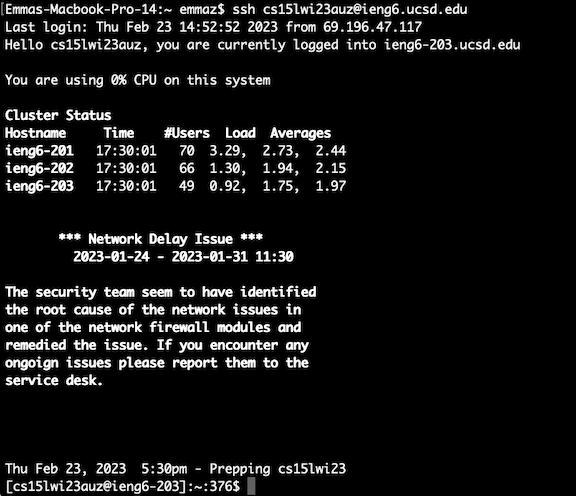 [Emmas-Macbook-Pro-14:~ emmaz$ ssh cs15lwi23auz@ieng6.ucsd.edu
Last login: Thu Feb 23 14:52:52 2023 from 69.196.47.117
Hello cs15lwi23auz, you are currently logged into ieng6-203.ucsd.edu
You are using 0% CPU on this system
Cluster Status
Hostname     Time    #Users  Load  Averages
ieng6-201   17:30:01   70  3.29,  2.73,  2.44
ieng6-202   17:30:01   66  1.30,  1.94,  2.15
ieng6-203   17:30:01   49  0.92,  1.75,  1.97
*** Network Delay Issue ***
2023-01-24 - 2023-01-31 11:30
The security team seem to have identified
the root cause of the network issues in
one of the network firewall modules and
remedied the issue. If you encounter any
ongoign issues please report them to the
service desk.
Thu Feb 23, 2023  5:30pm - Prepping cs15lwi23
[cs15lwi23auz@ieng6-203]:~:376$